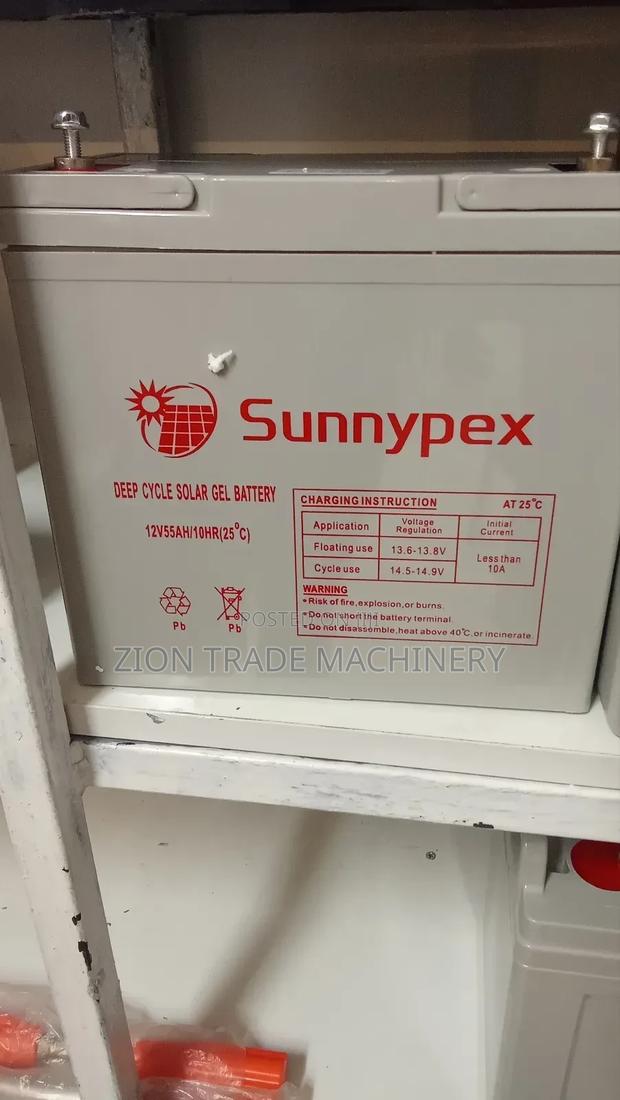 Sunnypex
DEEP CYCLE SOLAR GEL BATTERY
12V55AH/10HR(25°C)
Pb
Pb
CHARGING INSTRUCTION AT 25°C
Application Voltage Regulation Initial Current
Floating use 13.6-13.8V Less than 10A
Cycle use 14.5-14.9V
WARNING
• Risk of fire,explosion,or burns.
• Do not short the battery terminal.
• Do not disassemble,heat above 40°C,or incinerate.
POSTED
ZION TRADE MACHINERY